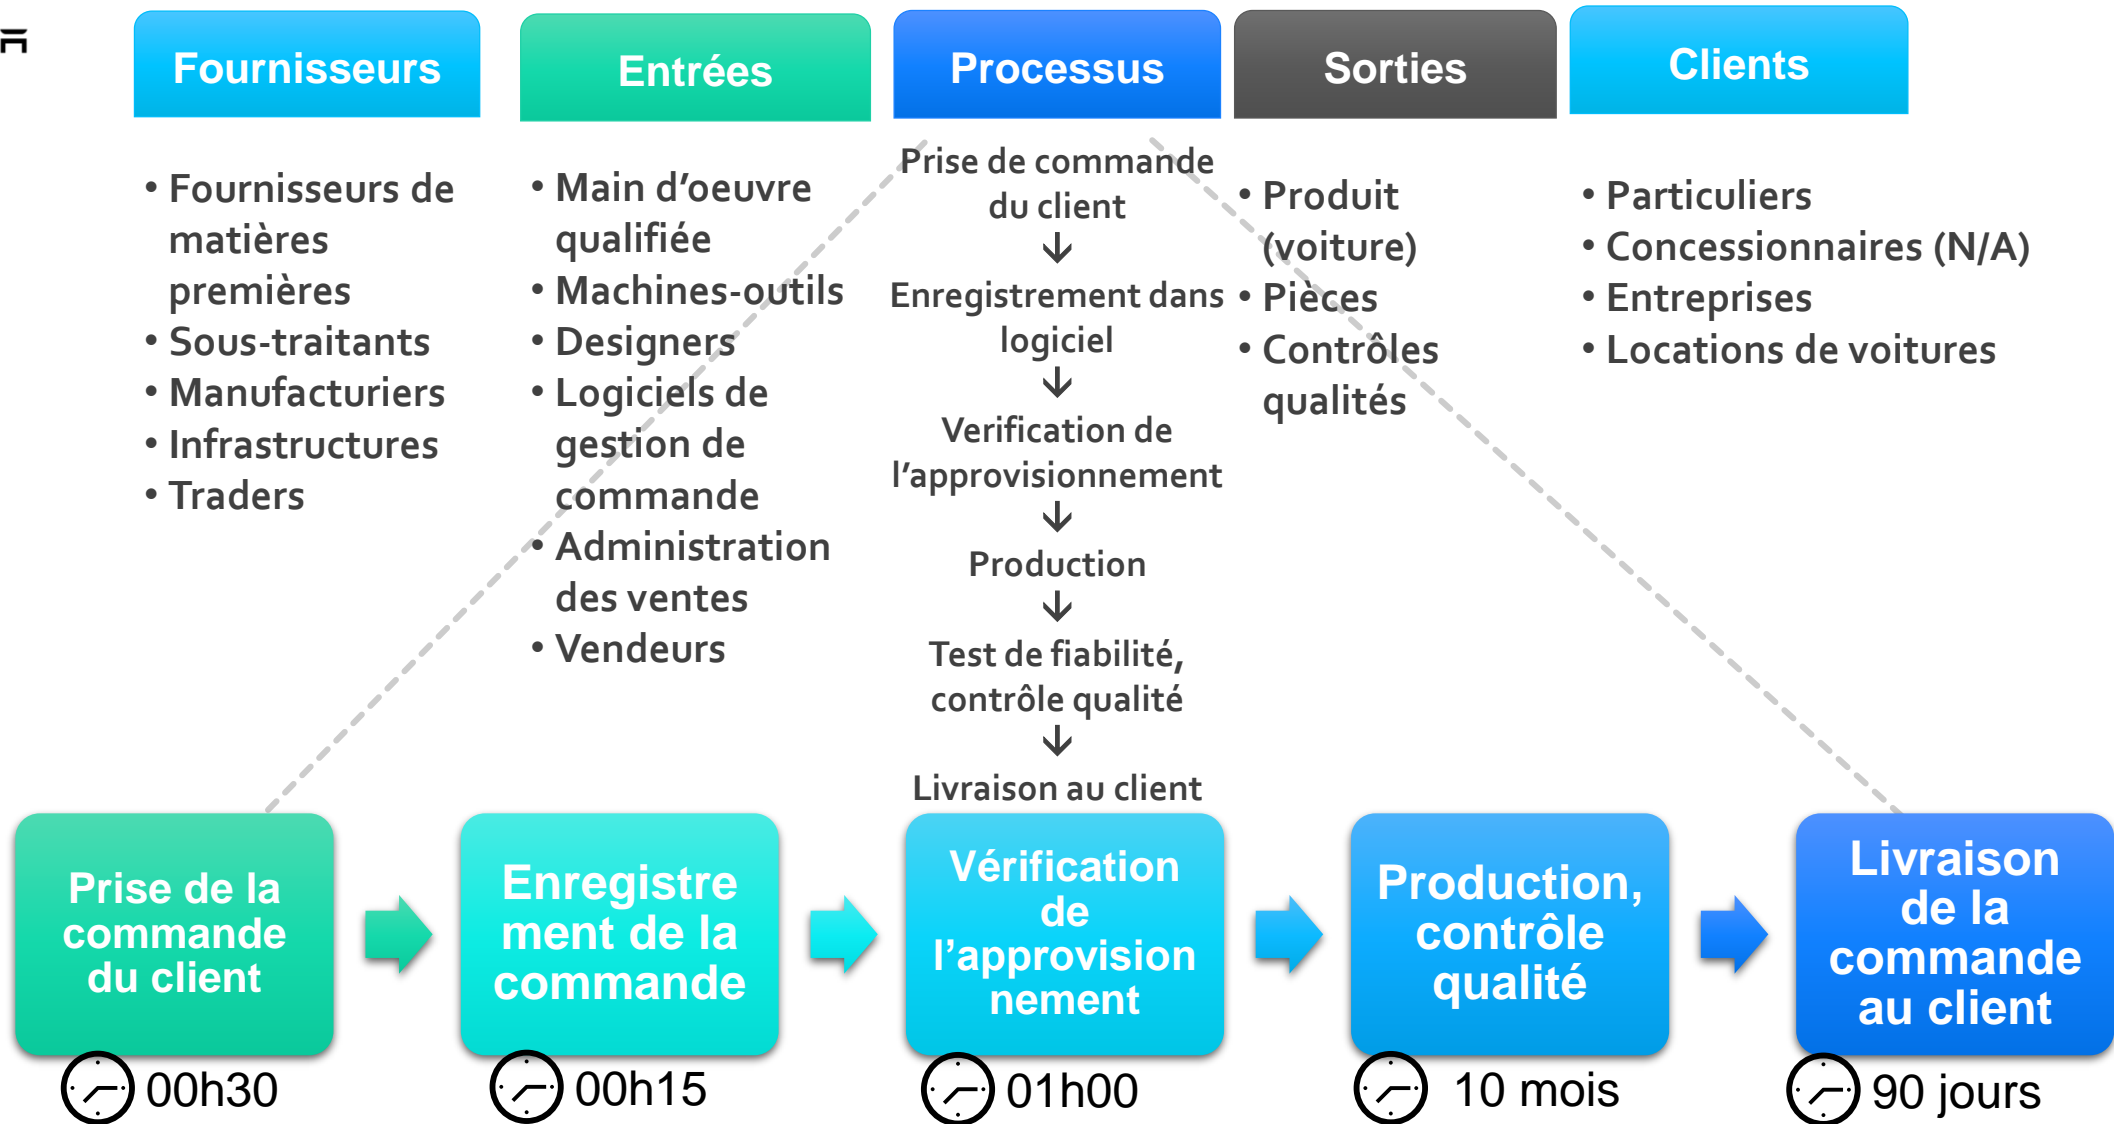 Fournisseurs
Entrées
Processus
Sorties
Clients
• Fournisseurs de
matières
premières
• Sous-traitants
• Manufacturiers
• Infrastructures
• Traders
• Main d’oeuvre
qualifiée
• Machines-outils
• Designers
• Logiciels de
gestion de
commande
• Administration
des ventes
• Vendeurs
Prise de commande
du client
↓
Enregistrement dans
logiciel
↓
Verification de
l’approvisionnement
↓
Production
↓
Test de fiabilité,
contrôle qualité
↓
Livraison au client
• Produit
(voiture)
• Pièces
• Contrôles
qualités
• Particuliers
• Concessionnaires (N/A)
• Entreprises
• Locations de voitures
Prise de la
commande
du client
Enregistre
ment de la
commande
Vérification
de
l’approvision
nement
Production,
contrôle
qualité
Livraison
de la
commande
au client
00h30
00h15
01h00
10 mois
90 jours